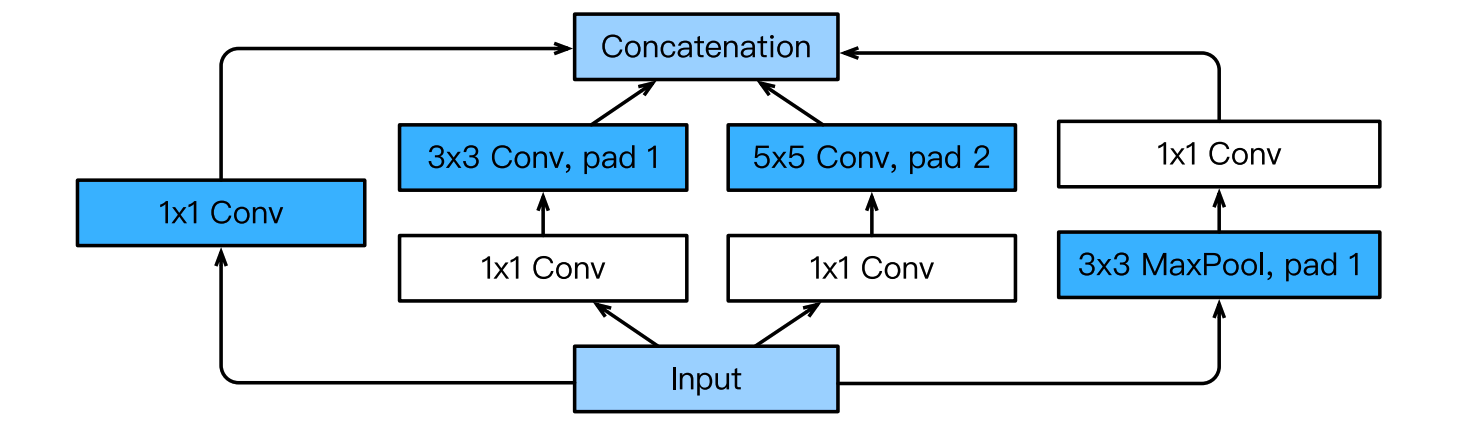 Concatenation
3x3 Conv, pad 1
5x5 Conv, pad 2
1x1 Conv
1x1 Conv
1x1 Conv
1x1 Conv
3x3 MaxPool, pad 1
Input